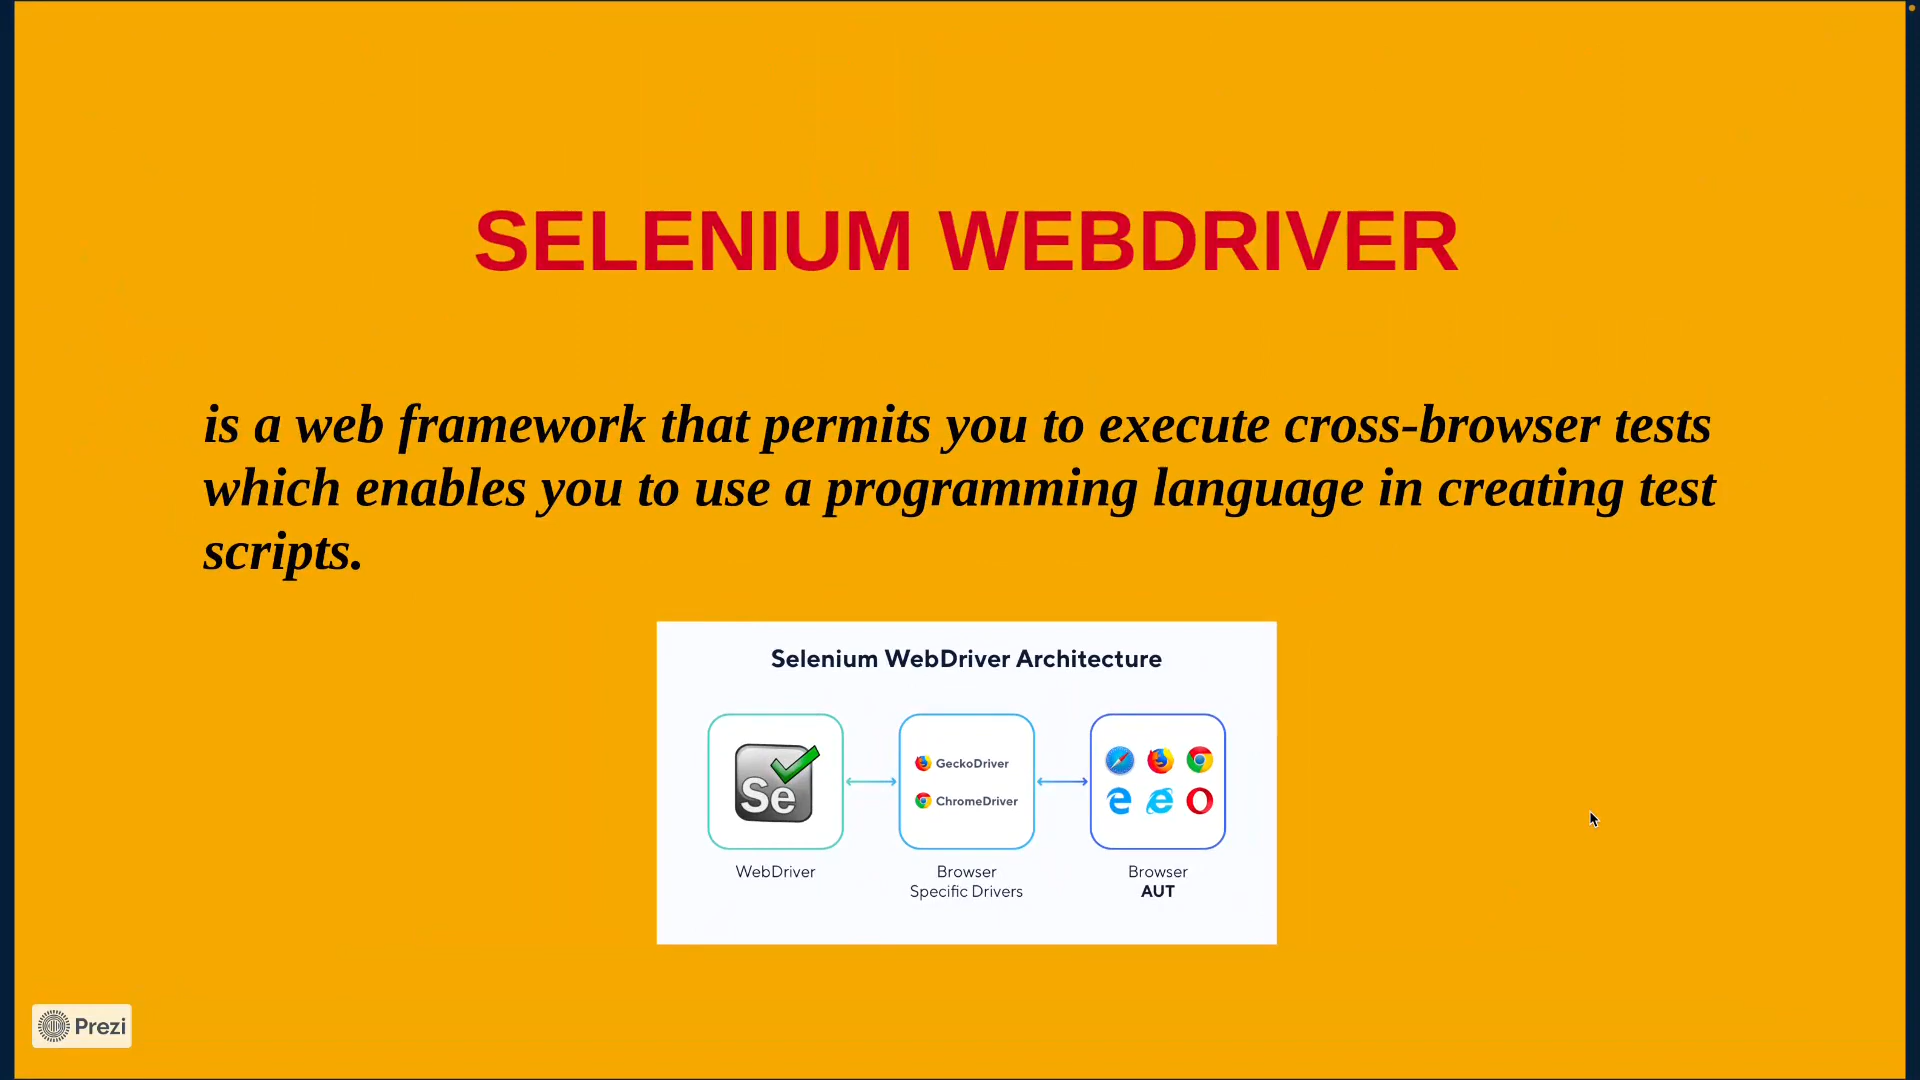 SELENIUM WEBDRIVER
is a web framework that permits you to execute cross-browser tests
which enables you to use a programming language in creating test
scripts.
Selenium WebDriver Architecture
Se
GeckoDriver
ChromeDriver
WebDriver
Browser
Specific Drivers
Browser
AUT
Prezi